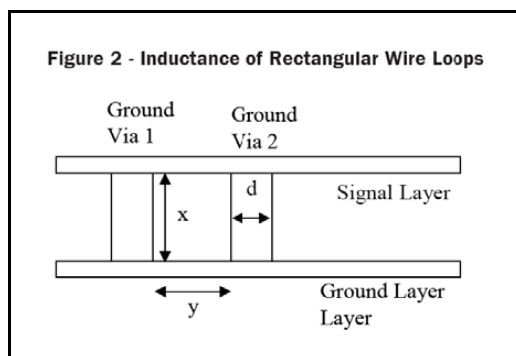 Figure 2 - Inductance of Rectangular Wire Loops
Ground
Via 1
Ground
Via 2
d
Signal Layer
x
y
Ground Layer
Layer